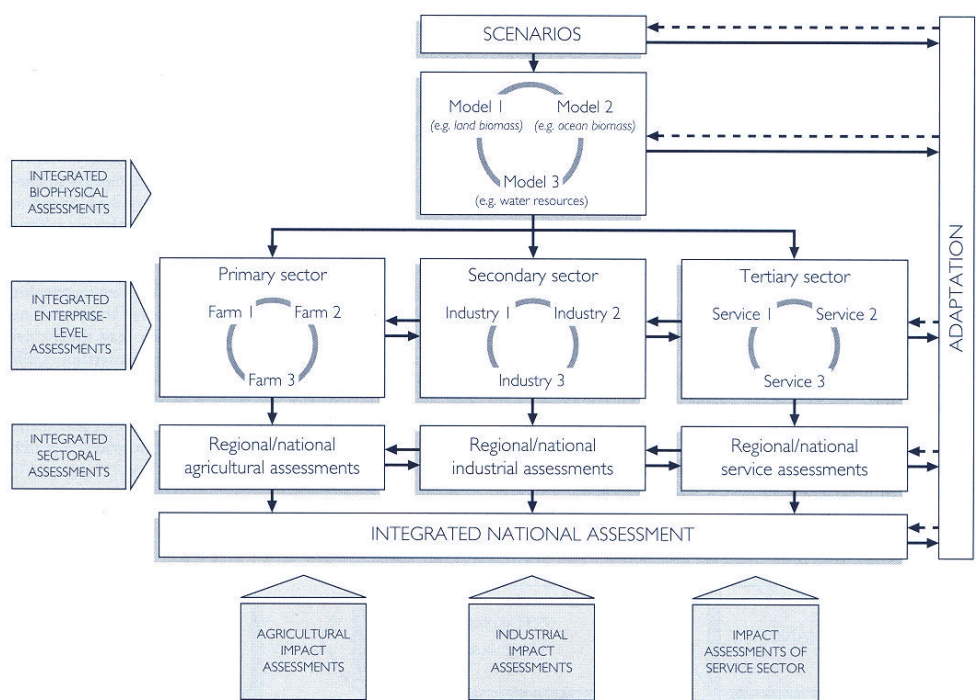 SCENARIOS
Model 1
(e.g. land biomass)
Model 2
(e.g. ocean biomass)
Model 3
(e.g. water resources)
INTEGRATED
BIOPHYSICAL
ASSESSMENTS
Primary sector
Farm 1
Farm 2
Farm 3
Secondary sector
Industry 1
Industry 2
Industry 3
Tertiary sector
Service 1
Service 2
Service 3
INTEGRATED
ENTERPRISE-
LEVEL
ASSESSMENTS
ADAPTATION
INTEGRATED
SECTORAL
ASSESSMENTS
Regional/national
agricultural assessments
Regional/national
industrial assessments
Regional/national
service assessments
INTEGRATED NATIONAL ASSESSMENT
AGRICULTURAL
IMPACT
ASSESSMENTS
INDUSTRIAL
IMPACT
ASSESSMENTS
IMPACT
ASSESSMENTS OF
SERVICE SECTOR